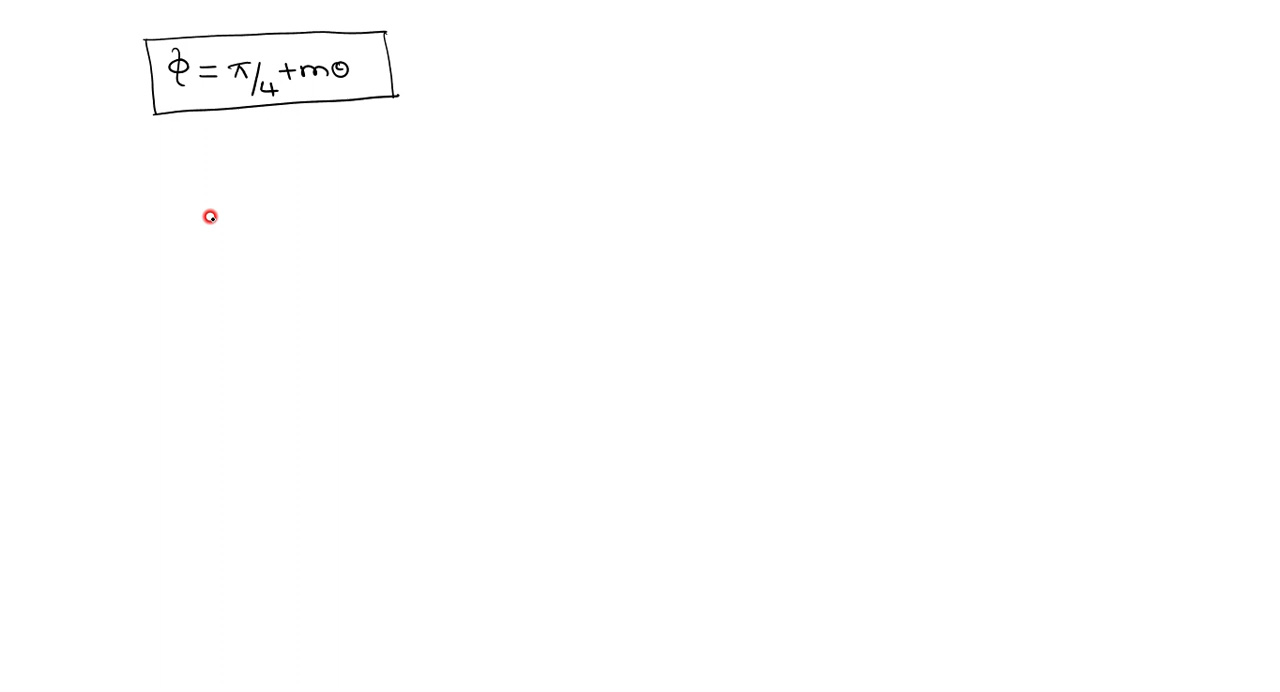 φ = π/4 + mθ